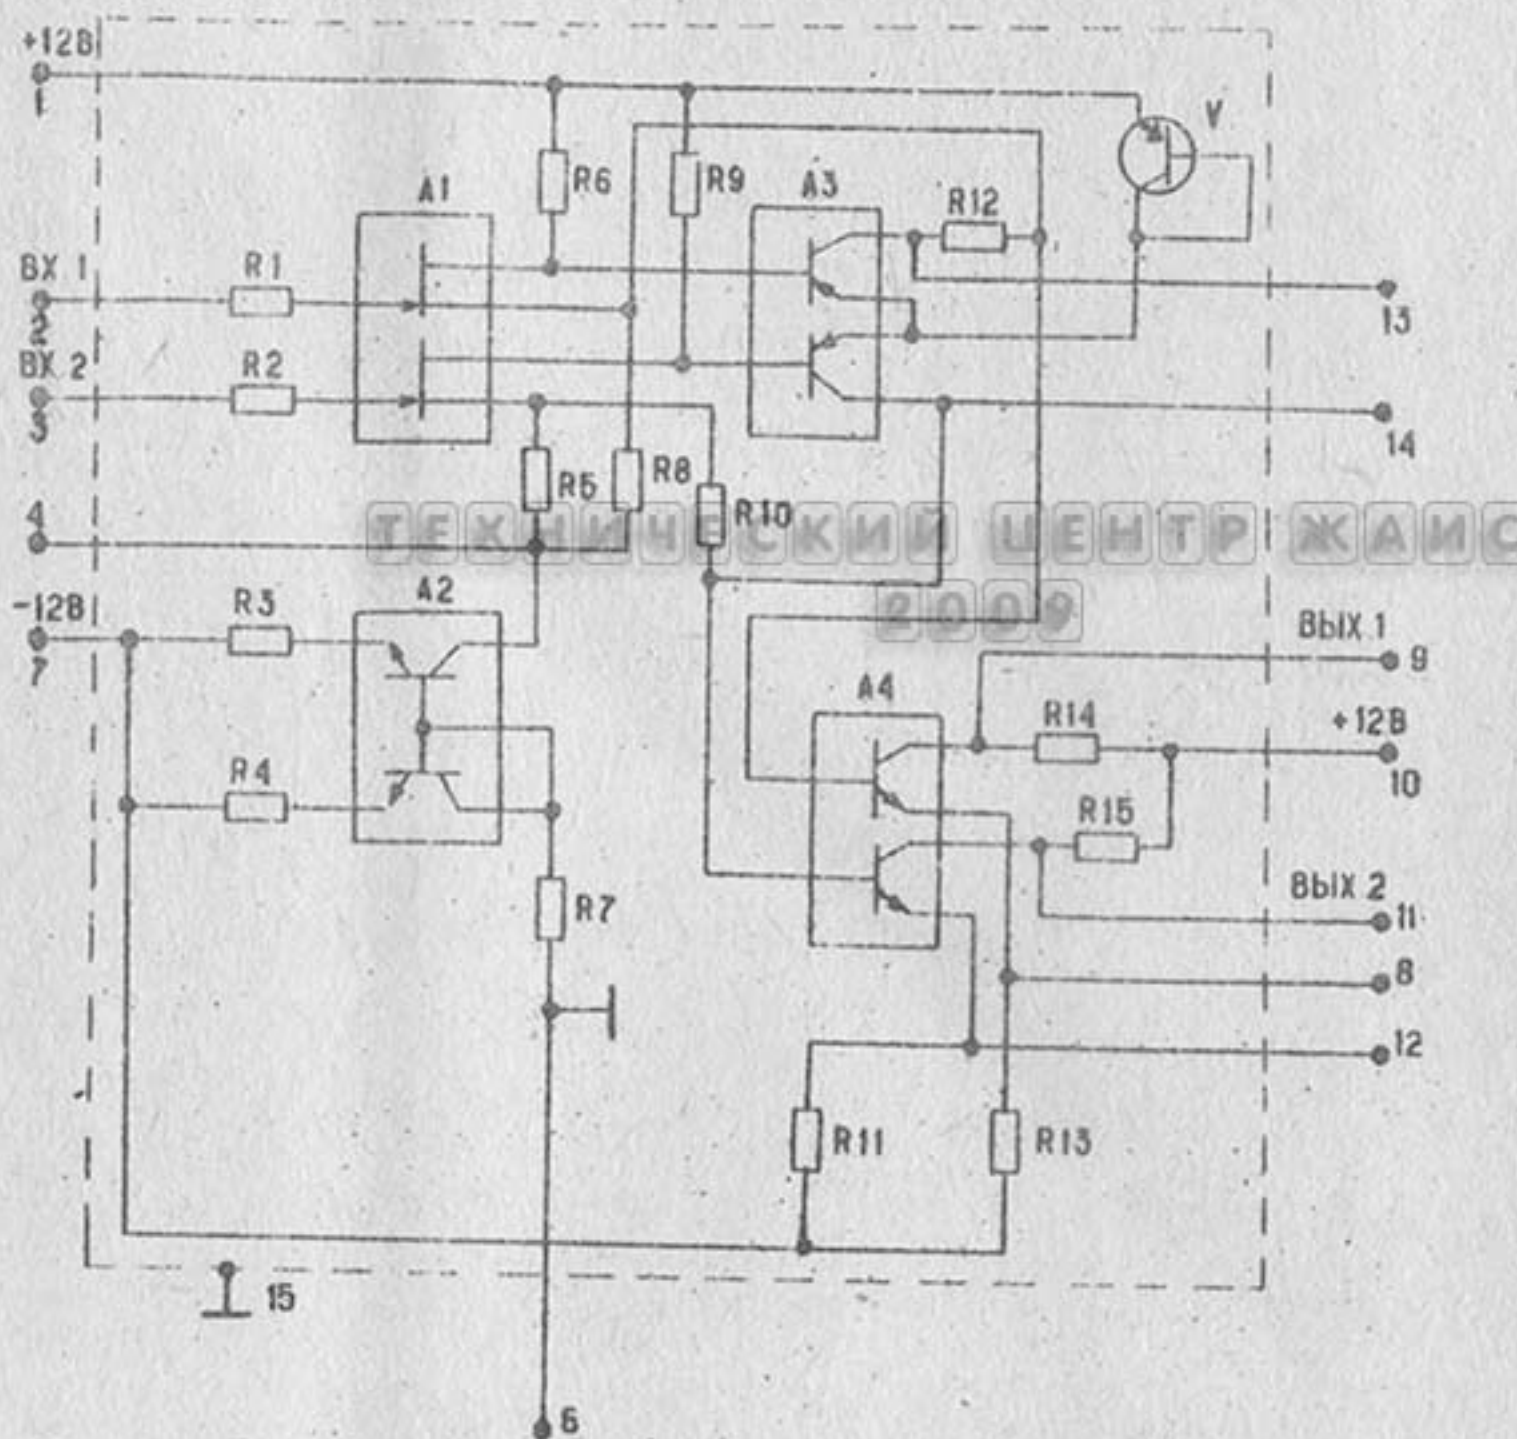 +12В
1
V
R6
R9
A3
R12
A1
ВХ 1
R1
2
13
ВХ 2
R2
3
14
R5
R8
R10
4
ТЕХНИЧЕСКИЙ ЦЕНТР ЖАИС
2009
-12В
7
R3
A2
ВЫХ 1
9
A4
R14
+12В
10
R4
R15
R7
ВЫХ 2
11
8
12
R11
R13
15
6